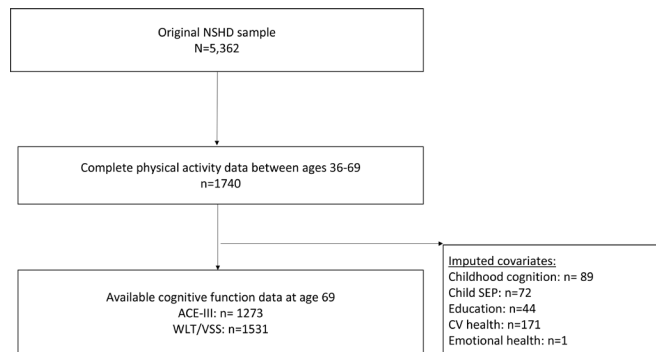 Original NSHD sample
N=5,362
Complete physical activity data between ages 36-69
n=1740
Available cognitive function data at age 69
ACE-III: n= 1273
WLT/VSS: n=1531
Imputed covariates:
Childhood cognition: n= 89
Child SEP: n=72
Education: n=44
CV health: n=171
Emotional health: n=1